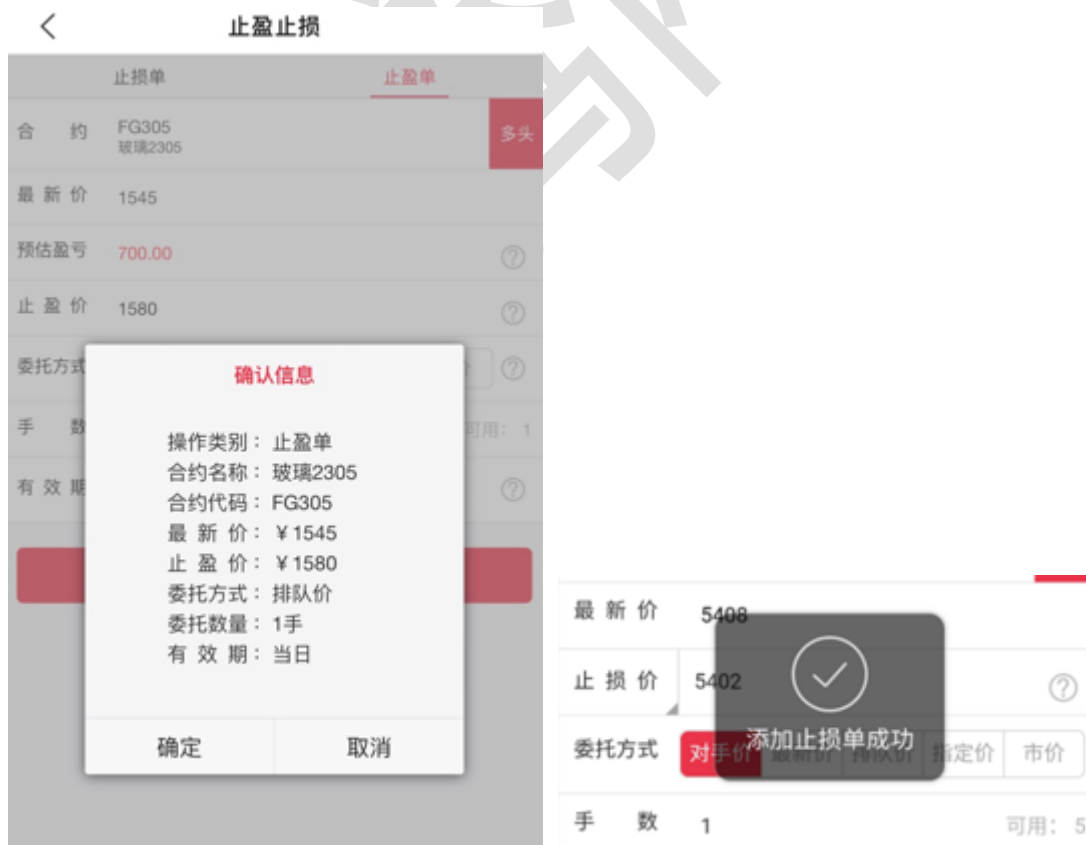 止盈止损
止损单 止盈单
合 约 FG305 多头
玻璃2305
最 新 价 1545
预估盈亏 700.00
止 盈 价 1580
委托方式
手 数 可用：1
有 效 期
确认信息
操作类别：止盈单
合约名称：玻璃2305
合约代码：FG305
最 新 价：￥1545
止 盈 价：￥1580
委托方式：排队价
委托数量：1手
有 效 期：当日
确定 取消
最 新 价 5408
止 损 价 5402
添加止损单成功
委托方式 对手价 最新价 排队价 指定价 市价
手 数 1 可用：5